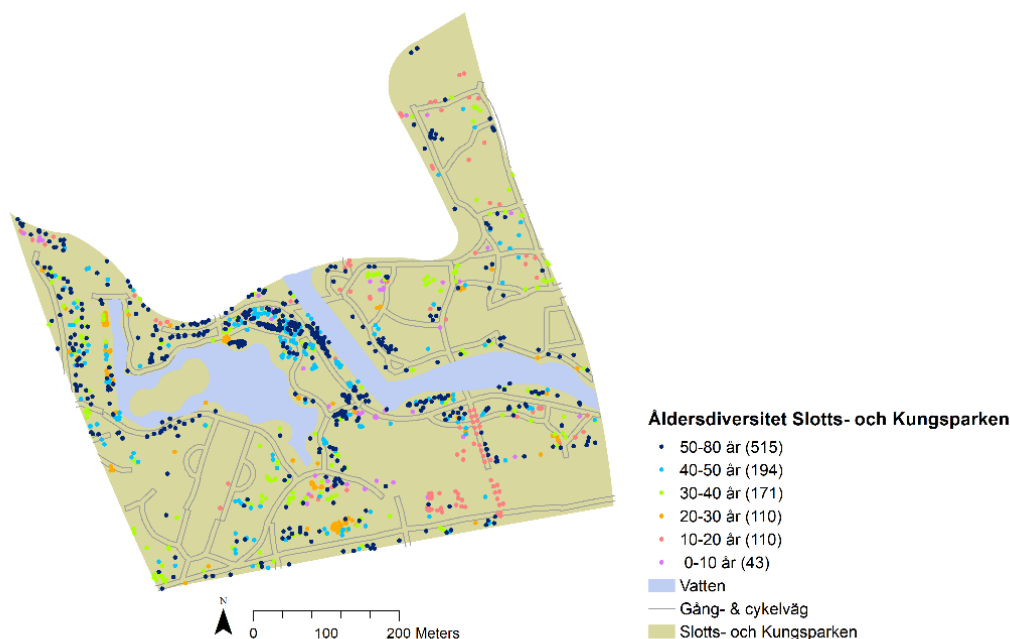 Åldersdiversitet Slotts- och Kungsparken
50-80 år (515)
40-50 år (194)
30-40 år (171)
20-30 år (110)
10-20 år (110)
0-10 år (43)
Vatten
Gång- & cykelväg
Slotts- och Kungsparken
N
0 100 200 Meters